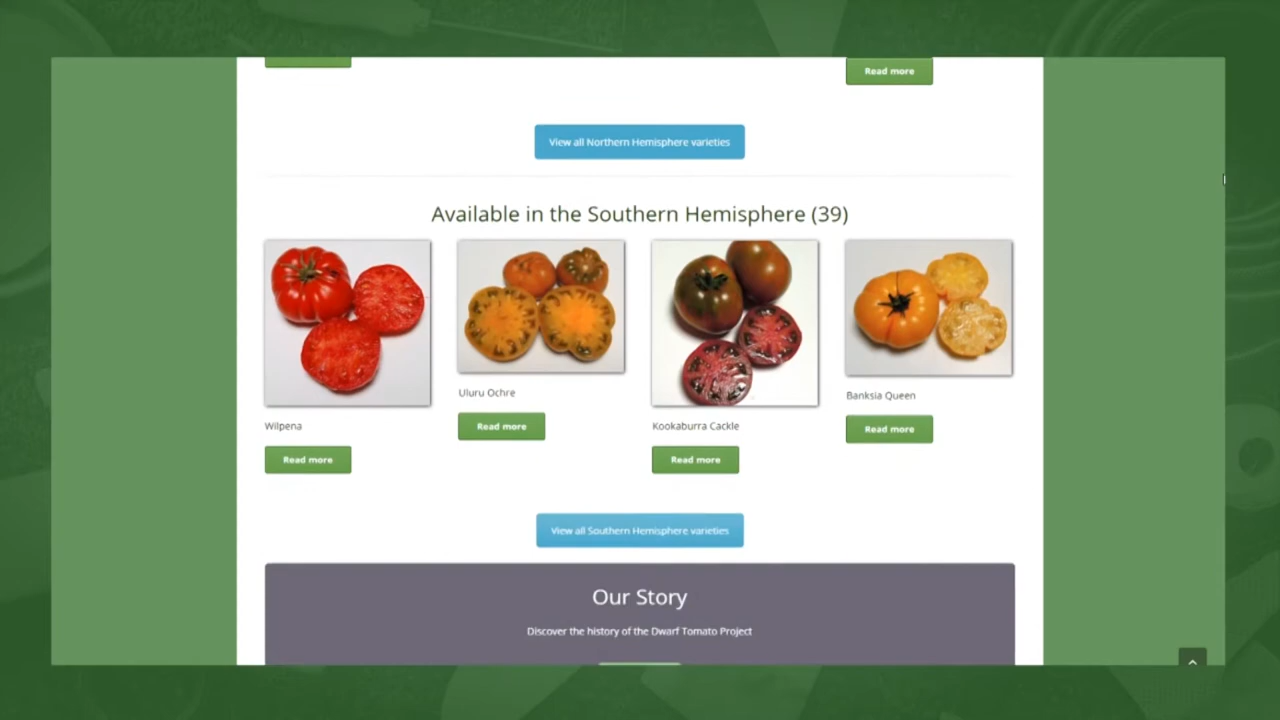 Read more
View all Northern Hemisphere varieties
Available in the Southern Hemisphere (39)
Wilpena
Read more
Uluru Ochre
Read more
Kookaburra Cackle
Read more
Banksia Queen
Read more
View all Southern Hemisphere varieties
Our Story
Discover the history of the Dwarf Tomato Project